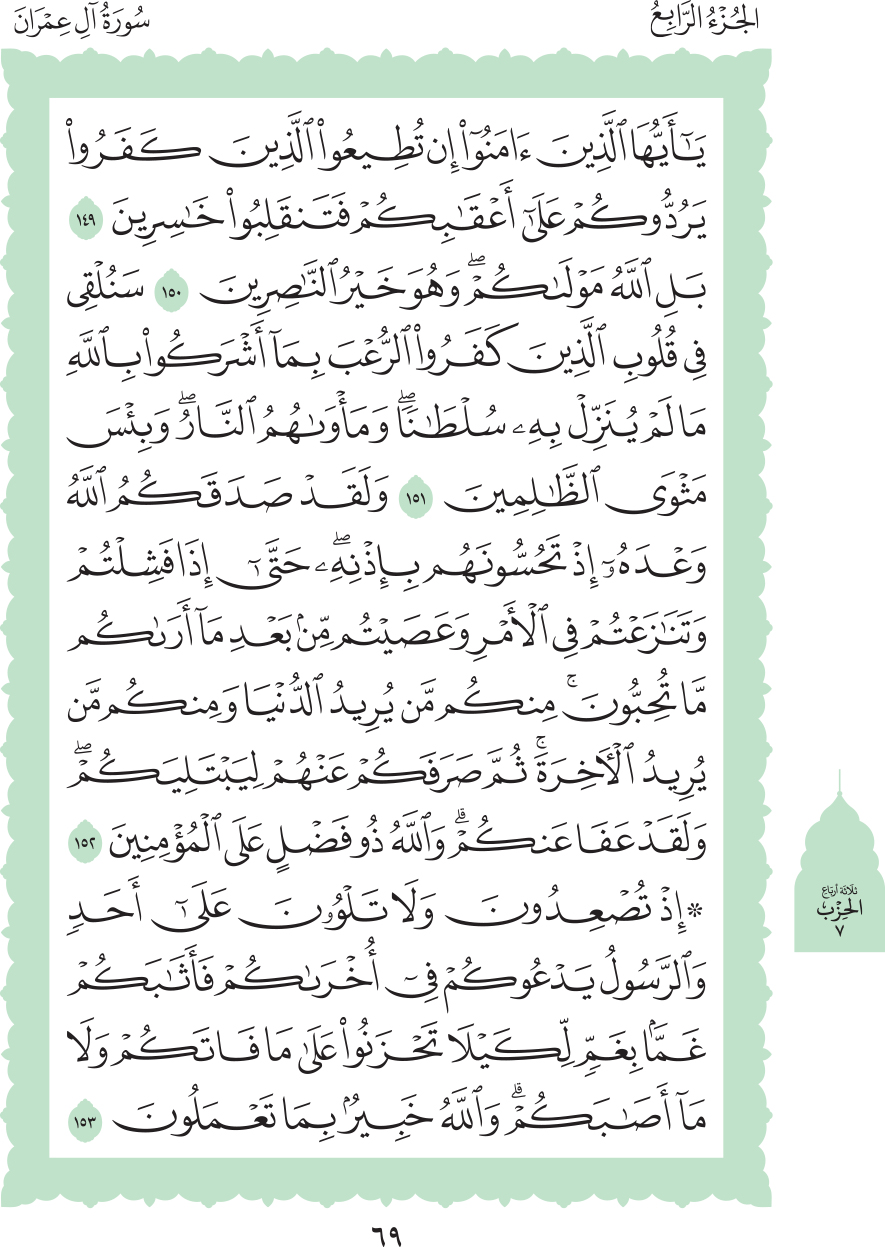 الجُزْءُ الرَّابِعُ
سُورَةُ آلِ عِمْرَانَ
يَـٰٓأَيُّهَا ٱلَّذِينَ ءَامَنُوٓا۟ إِن تُطِيعُوا۟ ٱلَّذِينَ كَفَرُوا۟
يَرُدُّوكُمْ عَلَىٰٓ أَعْقَـٰبِكُمْ فَتَنقَلِبُوا۟ خَـٰسِرِينَ ١٤٩
بَلِ ٱللَّهُ مَوْلَىٰكُمْ ۖ وَهُوَ خَيْرُ ٱلنَّـٰصِرِينَ ١٥٠ سَنُلْقِى
فِى قُلُوبِ ٱلَّذِينَ كَفَرُوا۟ ٱلرُّعْبَ بِمَآ أَشْرَكُوا۟ بِٱللَّهِ
مَا لَمْ يُنَزِّلْ بِهِۦ سُلْطَـٰنًا ۖ وَمَأْوَىٰهُمُ ٱلنَّارُ ۖ وَبِئْسَ
مَثْوَى ٱلظَّـٰلِمِينَ ١٥١ وَلَقَدْ صَدَقَكُمُ ٱللَّهُ
وَعْدَهُۥٓ إِذْ تَحُسُّونَهُم بِإِذْنِهِۦ ۖ حَتَّىٰٓ إِذَا فَشِلْتُمْ
وَتَنَـٰزَعْتُمْ فِى ٱلْأَمْرِ وَعَصَيْتُم مِّنۢ بَعْدِ مَآ أَرَىٰكُم
مَّا تُحِبُّونَ ۚ مِنكُم مَّن يُرِيدُ ٱلدُّنْيَا وَمِنكُم مَّن
يُرِيدُ ٱلْـَٔاخِرَةَ ۚ ثُمَّ صَرَفَكُمْ عَنْهُمْ لِيَبْتَلِيَكُمْ ۖ
وَلَقَدْ عَفَا عَنكُمْ ۗ وَٱللَّهُ ذُو فَضْلٍ عَلَى ٱلْمُؤْمِنِينَ ١٥٢
۞ إِذْ تُصْعِدُونَ وَلَا تَلْوُۥنَ عَلَىٰٓ أَحَدٍ
وَٱلرَّسُولُ يَدْعُوكُمْ فِىٓ أُخْرَىٰكُمْ فَأَثَـٰبَكُمْ
غَمًّۢا بِغَمٍّ لِّكَيْلَا تَحْزَنُوا۟ عَلَىٰ مَا فَاتَكُمْ وَلَا
مَآ أَصَـٰبَكُمْ ۗ وَٱللَّهُ خَبِيرٌۢ بِمَا تَعْمَلُونَ ١٥٣
ثلاثة أرباع
الحِزْب
٧
٦٩